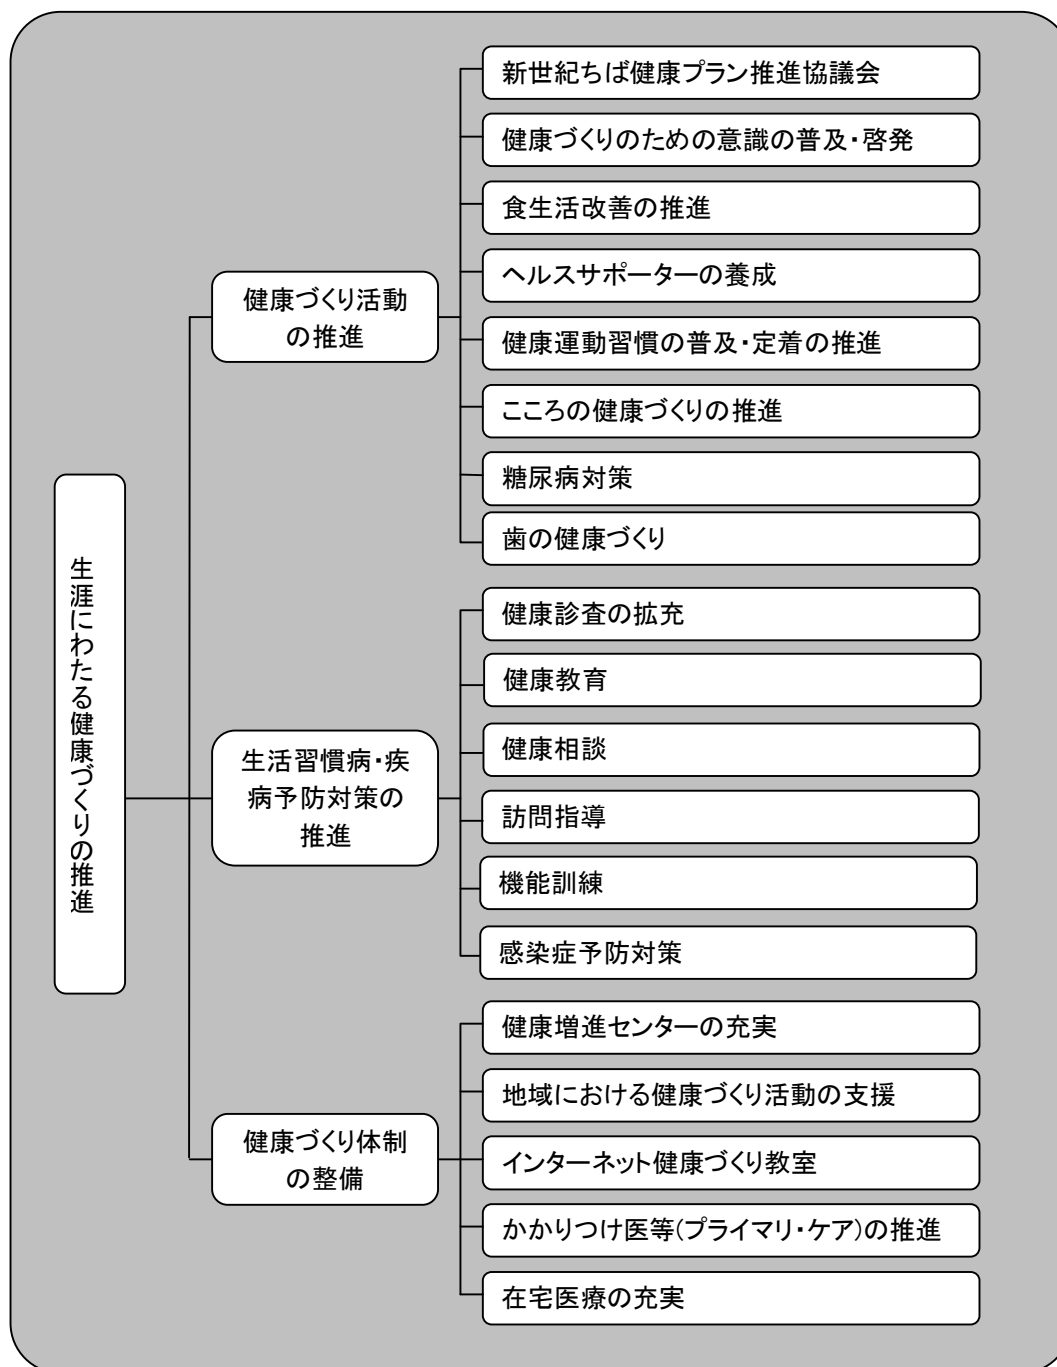 生涯にわたる健康づくりの推進
健康づくり活動
の推進
新世紀ちば健康プラン推進協議会
健康づくりのための意識の普及・啓発
食生活改善の推進
ヘルスサポーターの養成
健康運動習慣の普及・定着の推進
こころの健康づくりの推進
糖尿病対策
歯の健康づくり
生活習慣病・疾
病予防対策の
推進
健康診査の拡充
健康教育
健康相談
訪問指導
機能訓練
感染症予防対策
健康づくり体制
の整備
健康増進センターの充実
地域における健康づくり活動の支援
インターネット健康づくり教室
かかりつけ医等(プライマリ・ケア)の推進
在宅医療の充実